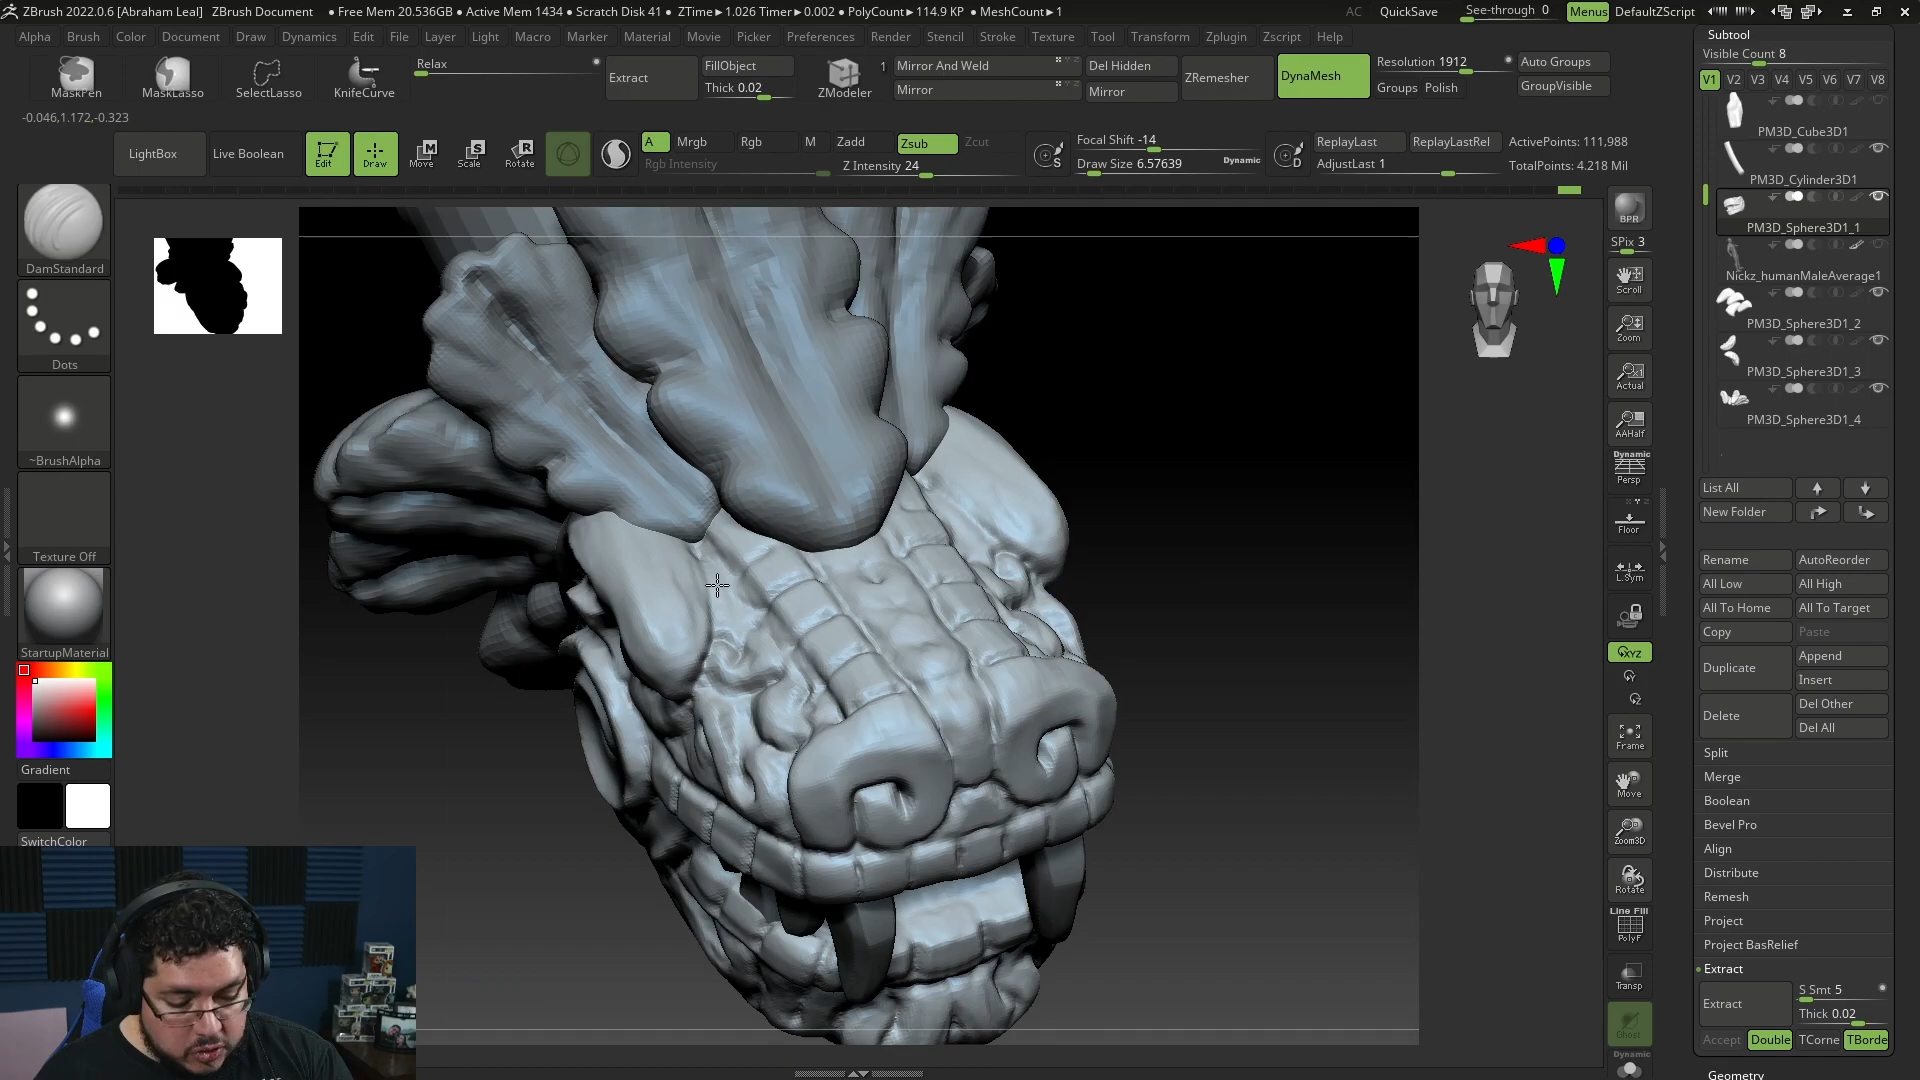 ZBrush 2022.0.6 [Abraham Leal] ZBrush Document • Free Mem 20.536GB • Active Mem 1434 • Scratch Disk 41 • ZTime►1.026 Timer►0.002 • PolyCount►114.9 KP • MeshCount►1 AC QuickSave See-through 0 Menus DefaultZScript
Alpha Brush Color Document Draw Dynamics Edit File Layer Light Macro Marker Material Movie Picker Preferences Render Stencil Stroke Texture Tool Transform Zplugin Zscript Help
MaskPen MaskLasso SelectLasso KnifeCurve Relax Extract FillObject Thick 0.02 ZModeler 1 Mirror And Weld Mirror Del Hidden Mirror ZRemesher DynaMesh Resolution 1912 Groups Polish Auto Groups GroupVisible
-0.046,1.172,-0.323
LightBox Live Boolean Edit Draw Move Scale Rotate A Mrgb Rgb M Zadd Zsub Zcut Rgb Intensity Z Intensity 24 Focal Shift -14 Draw Size 6.57639 Dynamic ReplayLast ReplayLastRel AdjustLast 1 ActivePoints: 111,988 TotalPoints: 4.218 Mil
DamStandard
Dots
~BrushAlpha
Texture Off
StartupMaterial
Gradient
SwitchColor
BPR
SPix 3
Scroll
Zoom
Actual
AAHalf
Dynamic
Persp
Floor
L.Sym
XYZ
Frame
Move
Zoom3D
Rotate
Line Fill
PolyF
Transp
Ghost
Dynamic
Subtool
Visible Count 8
V1 V2 V3 V4 V5 V6 V7 V8
PM3D_Cube3D1
PM3D_Cylinder3D1
PM3D_Sphere3D1_1
Nickz_humanMaleAverage1
PM3D_Sphere3D1_2
PM3D_Sphere3D1_3
PM3D_Sphere3D1_4
List All
New Folder
Rename AutoReorder
All Low All High
All To Home All To Target
Copy Paste
Duplicate Append
Insert
Delete Del Other
Del All
Split
Merge
Boolean
Bevel Pro
Align
Distribute
Remesh
Project
Project BasRelief
Extract
Extract S Smt 5
Thick 0.02
Accept Double TCorne TBorde
Geometry